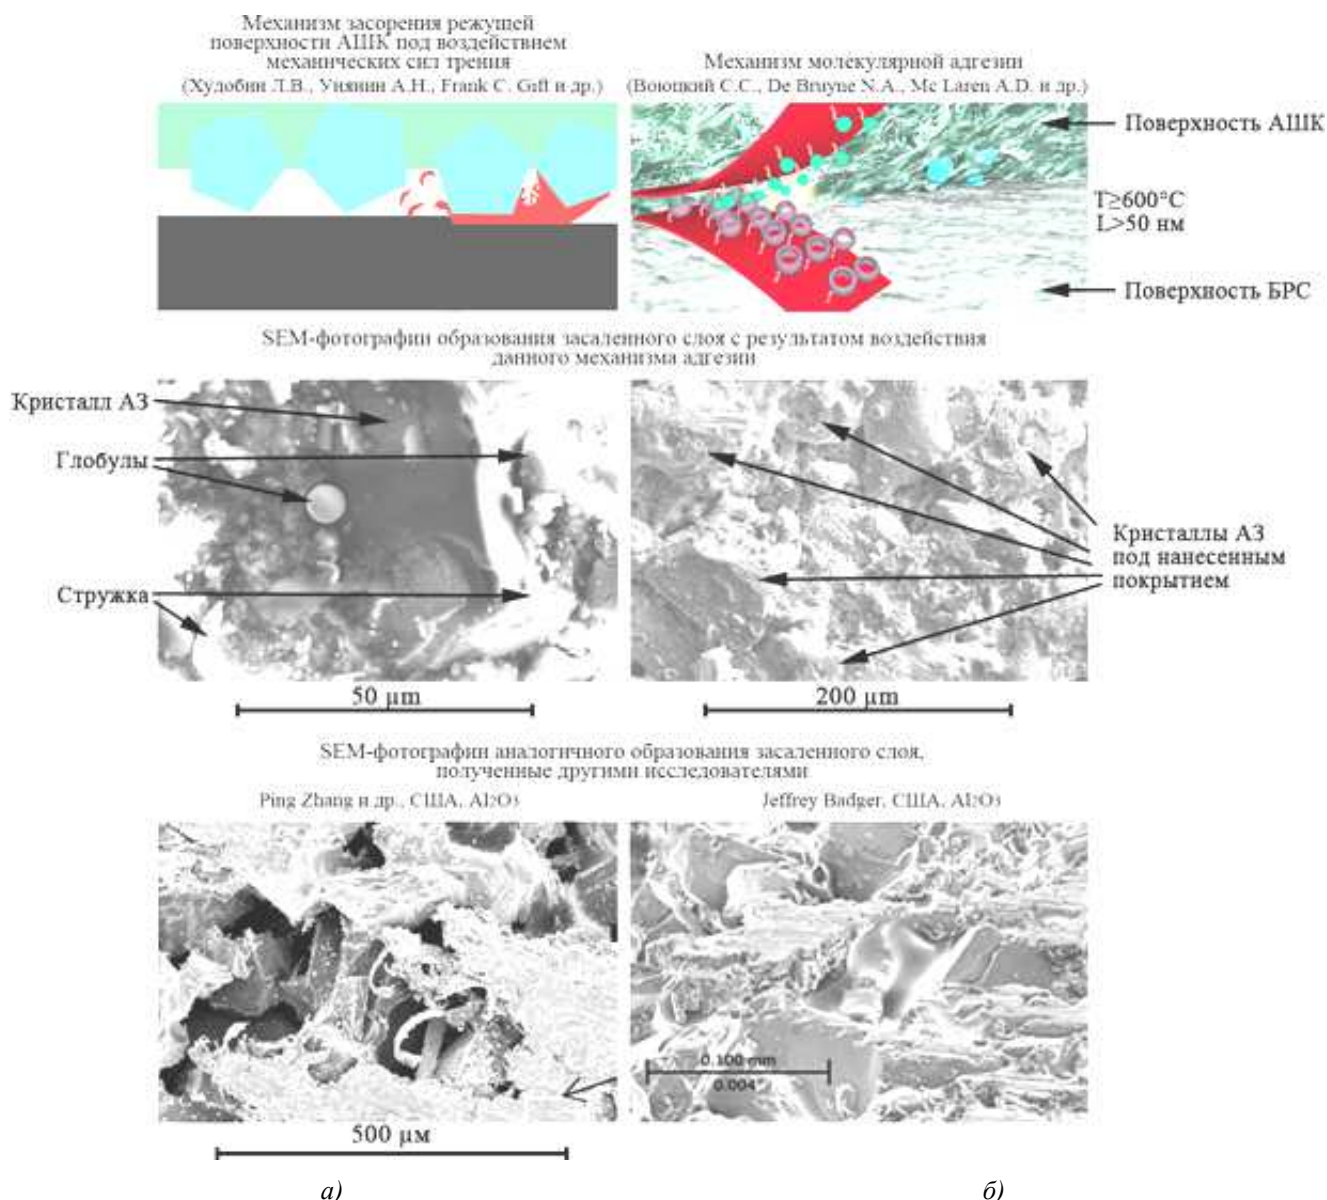 Механизм засорения режущей
поверхности АШК под воздействием
механических сил трения
(Худобин Л.В., Унянин А.Н., Frank C. Gift и др.)
Механизм молекулярной адгезии
(Воюцкий С.С., De Bruyne N.A., Mc Laren A.D. и др.)
Поверхность АШК
T≥600°C
L>50 нм
Поверхность БРС
SEM-фотографии образования засаленного слоя с результатом воздействия
данного механизма адгезии
Кристалл АЗ
Глобулы
Стружка
Кристаллы АЗ
под нанесенным
покрытием
50 μm
200 μm
SEM-фотографии аналогичного образования засаленного слоя,
полученные другими исследователями
Ping Zhang и др., США, Al2O3
Jeffrey Badger, США, Al2O3
0.100 mm
0.004"
500 μм
а)
б)